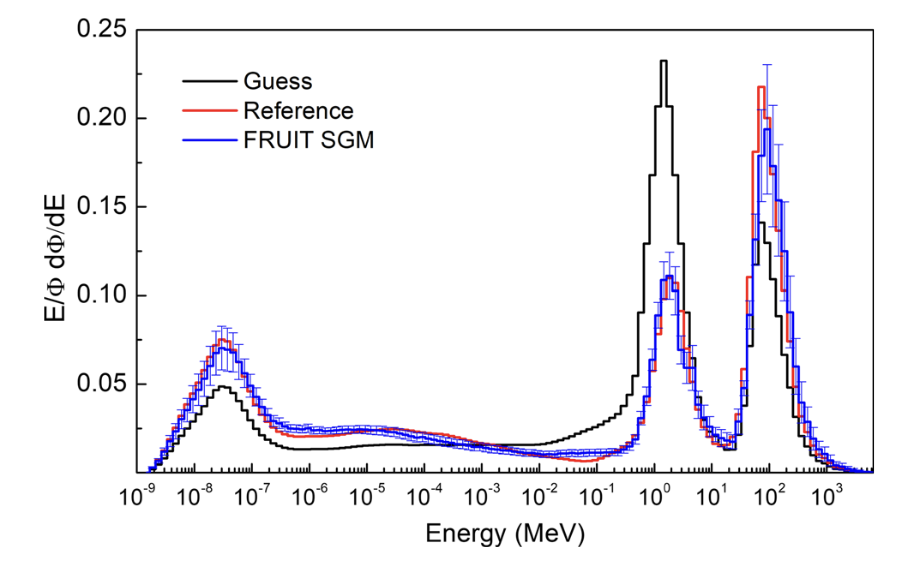 0.25
Guess
Reference
0.20
FRUIT SGM
0.15
E/Φ dΦ/dE
0.10
0.05
10⁻⁹ 10⁻⁸ 10⁻⁷ 10⁻⁶ 10⁻⁵ 10⁻⁴ 10⁻³ 10⁻² 10⁻¹ 10⁰ 10¹ 10² 10³
Energy (MeV)